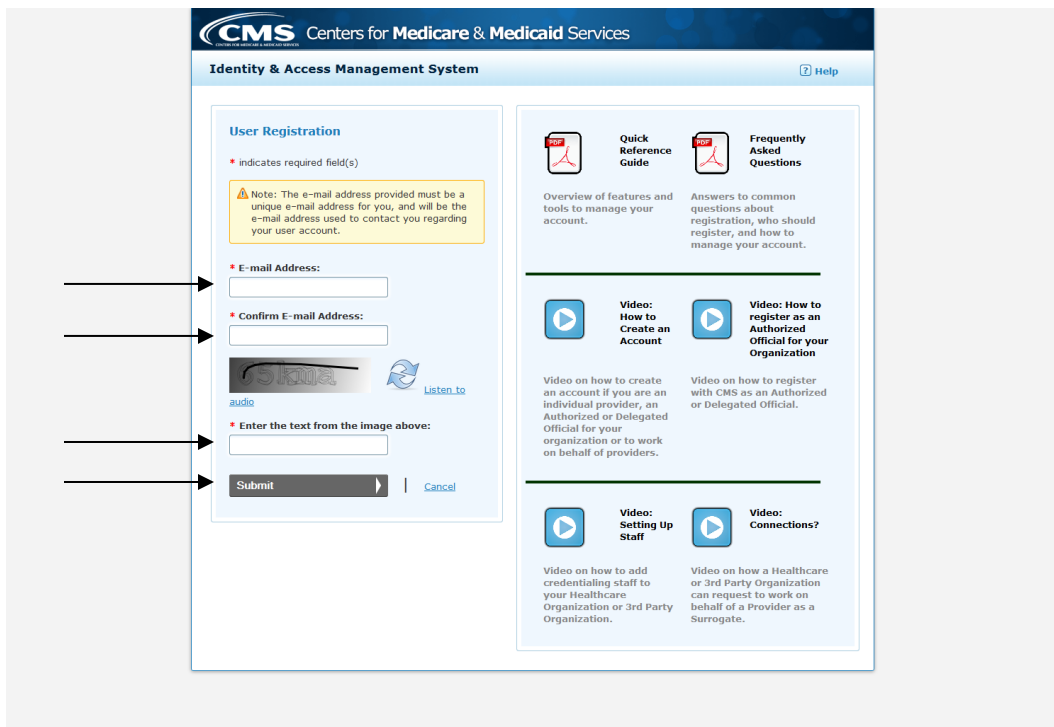 CMS Centers for Medicare & Medicaid Services
CENTERS FOR MEDICARE & MEDICAID SERVICES
Identity & Access Management System
? Help
User Registration
* indicates required field(s)
Note: The e-mail address provided must be a
unique e-mail address for you, and will be the
e-mail address used to contact you regarding
your user account.
* E-mail Address:
* Confirm E-mail Address:
Listen to
audio
* Enter the text from the image above:
Submit
| Cancel
PDF
Quick
Reference
Guide
Overview of features and
tools to manage your
account.
PDF
Frequently
Asked
Questions
Answers to common
questions about
registration, who should
register, and how to
manage your account.
Video:
How to
Create an
Account
Video on how to create
an account if you are an
individual provider, an
Authorized or Delegated
Official for your
organization or to work
on behalf of providers.
Video: How to
register as an
Authorized
Official for your
Organization
Video on how to register
with CMS as an Authorized
or Delegated Official.
Video:
Setting Up
Staff
Video on how to add
credentialing staff to
your Healthcare
Organization or 3rd Party
Organization.
Video:
Connections?
Video on how a Healthcare
or 3rd Party Organization
can request to work on
behalf of a Provider as a
Surrogate.